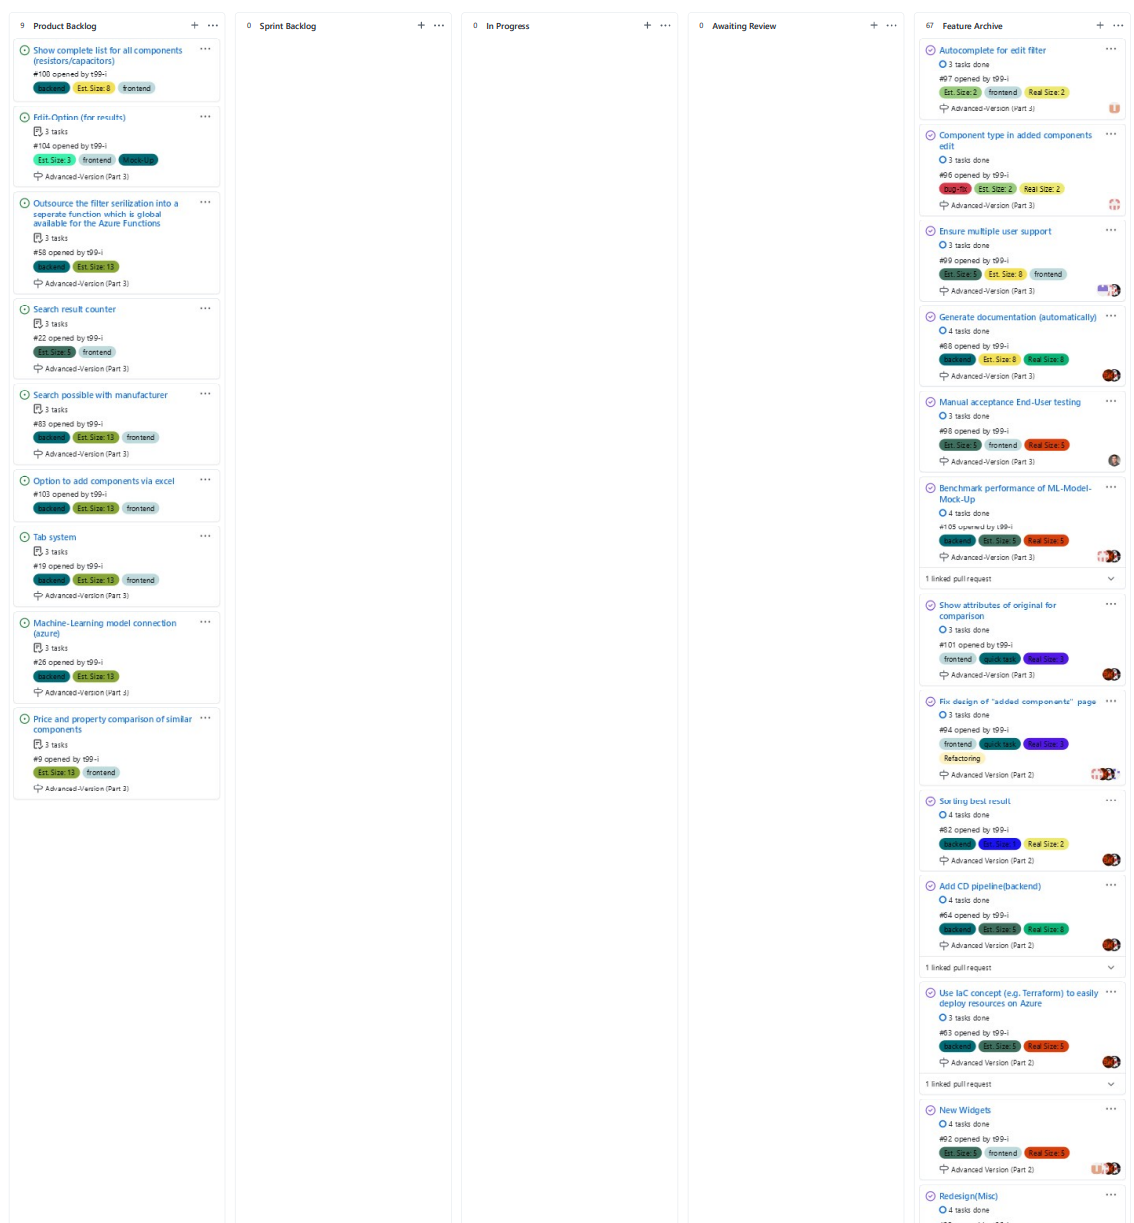 9 Product Backlog
Show complete list for all components
(resistors/capacitors)
#100 opened by t99-i
backend Est. Size: 8 frontend
Edit-Option (for results)
3 tasks
#104 opened by t99-i
Est. Size: 3 frontend Mock-Up
Advanced-Version (Part 3)
Outsource the filter serilization into a
seperate function which is global
available for the Azure Functions
3 tasks
#58 opened by t99-i
backend Est. Size: 13
Advanced-Version (Part 3)
Search result counter
3 tasks
#22 opened by t99-i
Est. Size: 5 frontend
Advanced-Version (Part 3)
Search possible with manufacturer
3 tasks
#83 opened by t99-i
backend Est. Size: 13 frontend
Advanced-Version (Part 3)
Option to add components via excel
#103 opened by t99-i
backend Est. Size: 13 frontend
Tab system
3 tasks
#19 opened by t99-i
backend Est. Size: 13 frontend
Advanced-Version (Part 3)
Machine-Learning model connection
(azure)
3 tasks
#26 opened by t99-i
backend Est. Size: 13
Advanced-Version (Part 3)
Price and property comparison of similar
components
3 tasks
#9 opened by t99-i
Est. Size: 13 frontend
Advanced-Version (Part 3)
0 Sprint Backlog
0 In Progress
0 Awaiting Review
67 Feature Archive
Autocomplete for edit filter
3 tasks done
#97 opened by t99-i
Est. Size: 2 frontend Real Size: 2
Advanced-Version (Part 3)
Component type in added components
edit
3 tasks done
#96 opened by t99-i
bug-fix Est. Size: 2 Real Size: 2
Advanced-Version (Part 3)
Ensure multiple user support
3 tasks done
#99 opened by t99-i
Est. Size: 5 Est. Size: 8 frontend
Advanced-Version (Part 3)
Generate documentation (automatically)
4 tasks done
#88 opened by t99-i
backend Est. Size: 8 Real Size: 8
Advanced-Version (Part 3)
Manual acceptance End-User testing
3 tasks done
#98 opened by t99-i
Est. Size: 5 frontend Real Size: 5
Advanced-Version (Part 3)
Benchmark performance of ML-Model-
Mock-Up
4 tasks done
#105 opened by t99-i
backend Est. Size: 5 Real Size: 5
Advanced-Version (Part 3)
1 linked pull request
Show attributes of original for
comparison
3 tasks done
#101 opened by t99-i
frontend quick task Real Size: 3
Advanced-Version (Part 3)
Fix design of "added components" page
3 tasks done
#94 opened by t99-i
frontend quick task Real Size: 3
Refactoring
Advanced Version (Part 2)
Sorting best result
4 tasks done
#82 opened by t99-i
backend Est. Size: 1 Real Size: 2
Advanced Version (Part 2)
Add CD pipeline(backend)
4 tasks done
#64 opened by t99-i
backend Est. Size: 5 Real Size: 8
Advanced Version (Part 2)
1 linked pull request
Use IaC concept (e.g. Terraform) to easily
deploy resources on Azure
3 tasks done
#63 opened by t99-i
backend Est. Size: 5 Real Size: 5
Advanced Version (Part 2)
1 linked pull request
New Widgets
4 tasks done
#92 opened by t99-i
Est. Size: 5 frontend Real Size: 5
Advanced Version (Part 2)
Redesign(Misc)
4 tasks done